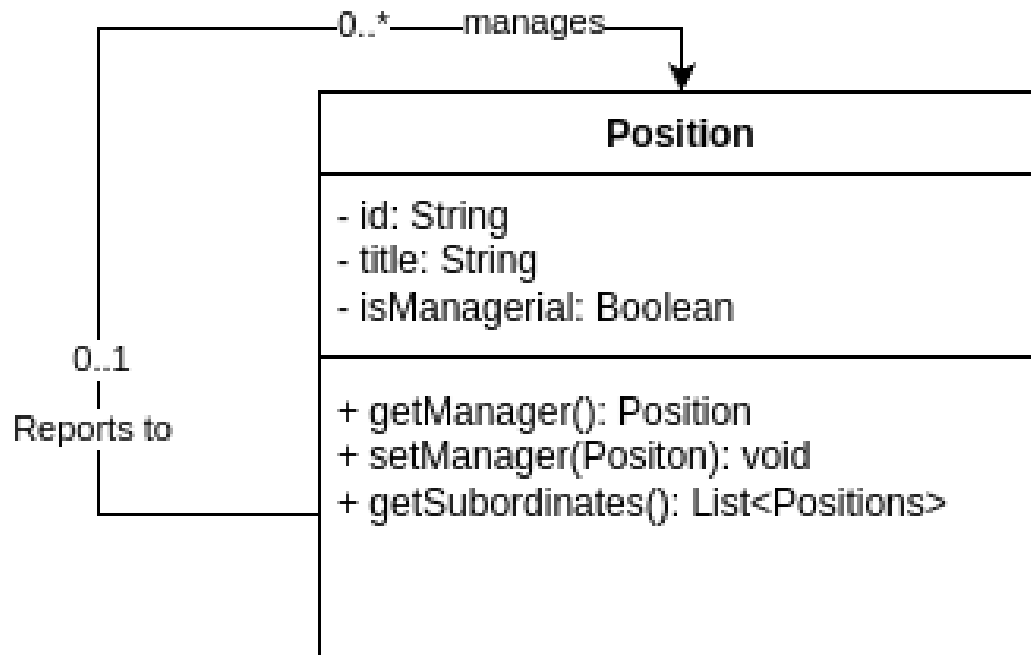 0..* manages
Position
- id: String
- title: String
- isManagerial: Boolean
0..1
Reports to
+ getManager(): Position
+ setManager(Positon): void
+ getSubordinates(): List<Positions>